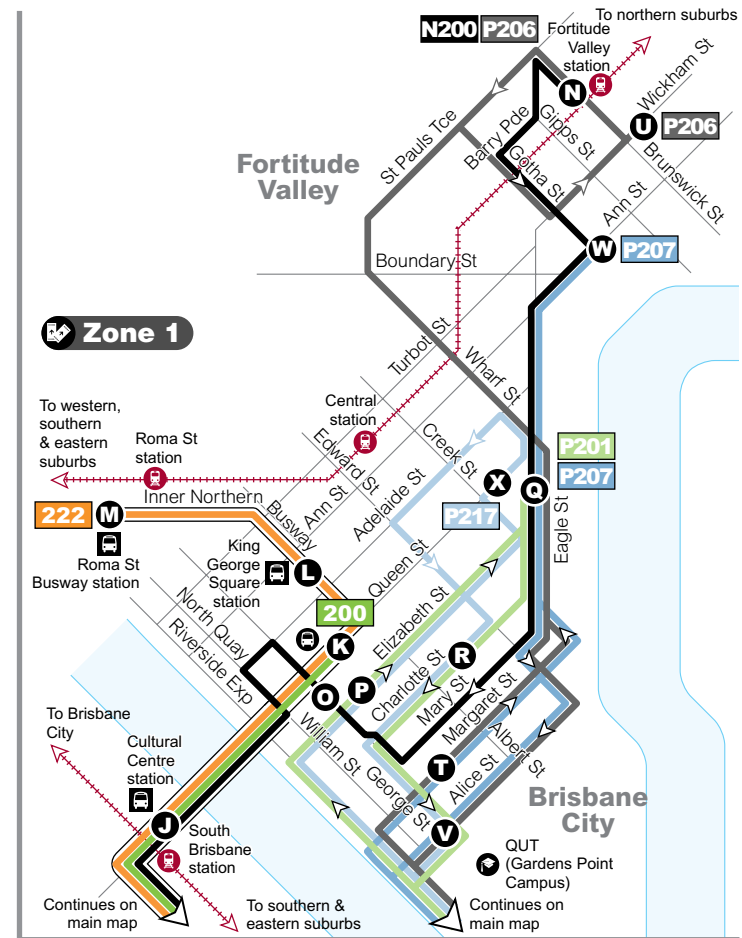 To northern suburbs
N200 P206
Fortitude
Valley
station
N
Wickham St
U P206
St Pauls Tce
Barry Pde
Gipps St
Gotha St
Brunswick St
Fortitude
Valley
Ann St
W P207
Boundary St
Zone 1
Turbot St
Wharf St
To western,
southern
& eastern
suburbs
Roma St
station
Central
station
Edward St
Creek St
P201
P207
X
Q
P217
Inner Northern
Busway
Ann St
Adelaide St
Eagle St
222 M
Roma St
Busway station
King
George
Square
station
L
Queen St
200
K
North Quay
Riverside Exp
Elizabeth St
O
P
R
Charlotte St
Mary St
Margaret St
William St
George St
Albert St
Alice St
T
V
To Brisbane
City
Cultural
Centre
station
J
South
Brisbane
station
Brisbane
City
QUT
(Gardens Point
Campus)
Continues on
main map
To southern &
eastern suburbs
Continues on
main map